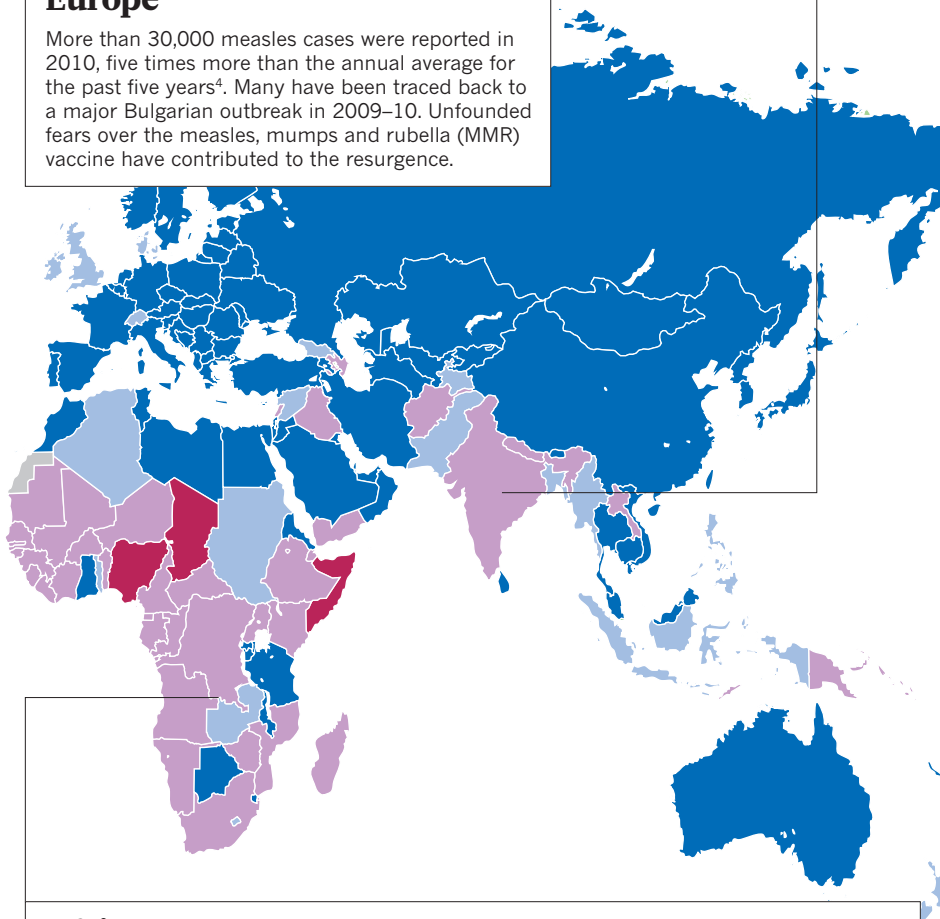 Europe
More than 30,000 measles cases were reported in
2010, five times more than the annual average for
the past five years⁴. Many have been traced back to
a major Bulgarian outbreak in 2009–10. Unfounded
fears over the measles, mumps and rubella (MMR)
vaccine have contributed to the resurgence.